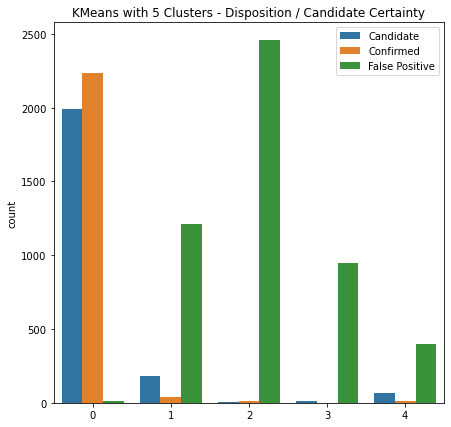 KMeans with 5 Clusters - Disposition / Candidate Certainty
Candidate
Confirmed
False Positive
count
2500
2000
1500
1000
500
0
0 1 2 3 4